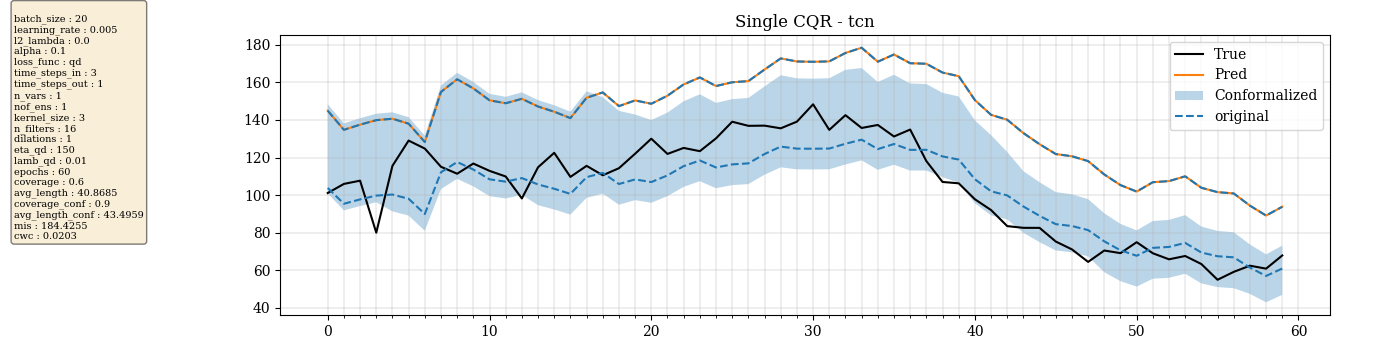 batch_size : 20
learning_rate : 0.005
l2_lambda : 0.0
alpha : 0.1
loss_func : qd
time_steps_in : 3
time_steps_out : 1
n_vars : 1
nof_ens : 1
kernel_size : 3
n_filters : 16
dilations : 1
eta_qd : 150
lamb_qd : 0.01
epochs : 60
coverage : 0.6
avg_length : 40.8685
coverage_conf : 0.9
avg_length_conf : 43.4959
mis : 184.4255
cwc : 0.0203
Single CQR - tcn
180
160
140
120
100
80
60
40
0 10 20 30 40 50 60
True
Pred
Conformalized
original